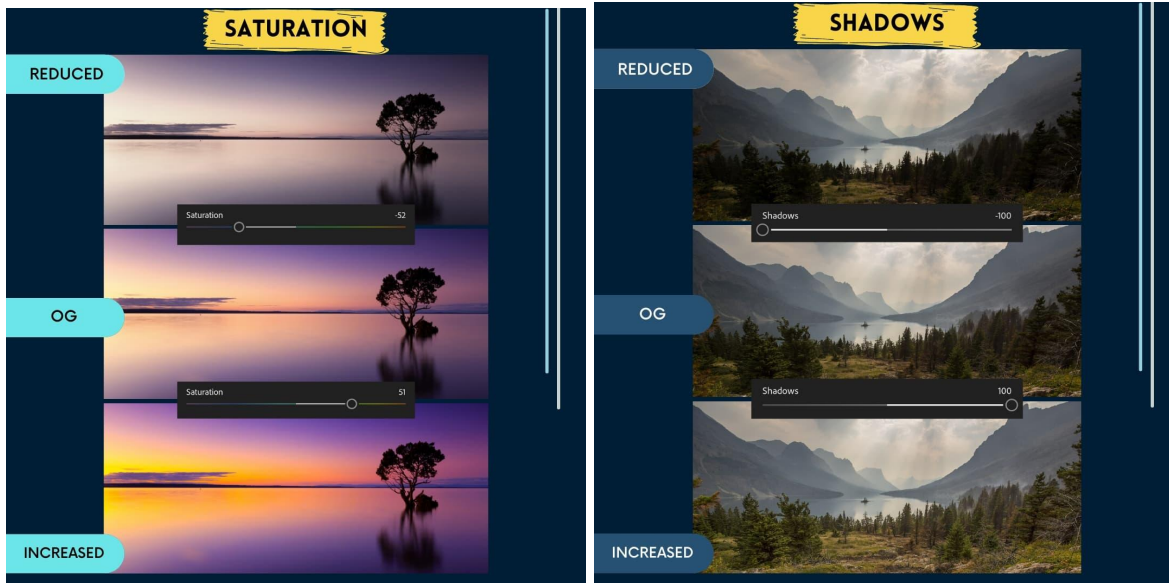 SATURATION
REDUCED
Saturation -52
OG
Saturation 51
INCREASED
SHADOWS
REDUCED
Shadows -100
OG
Shadows 100
INCREASED